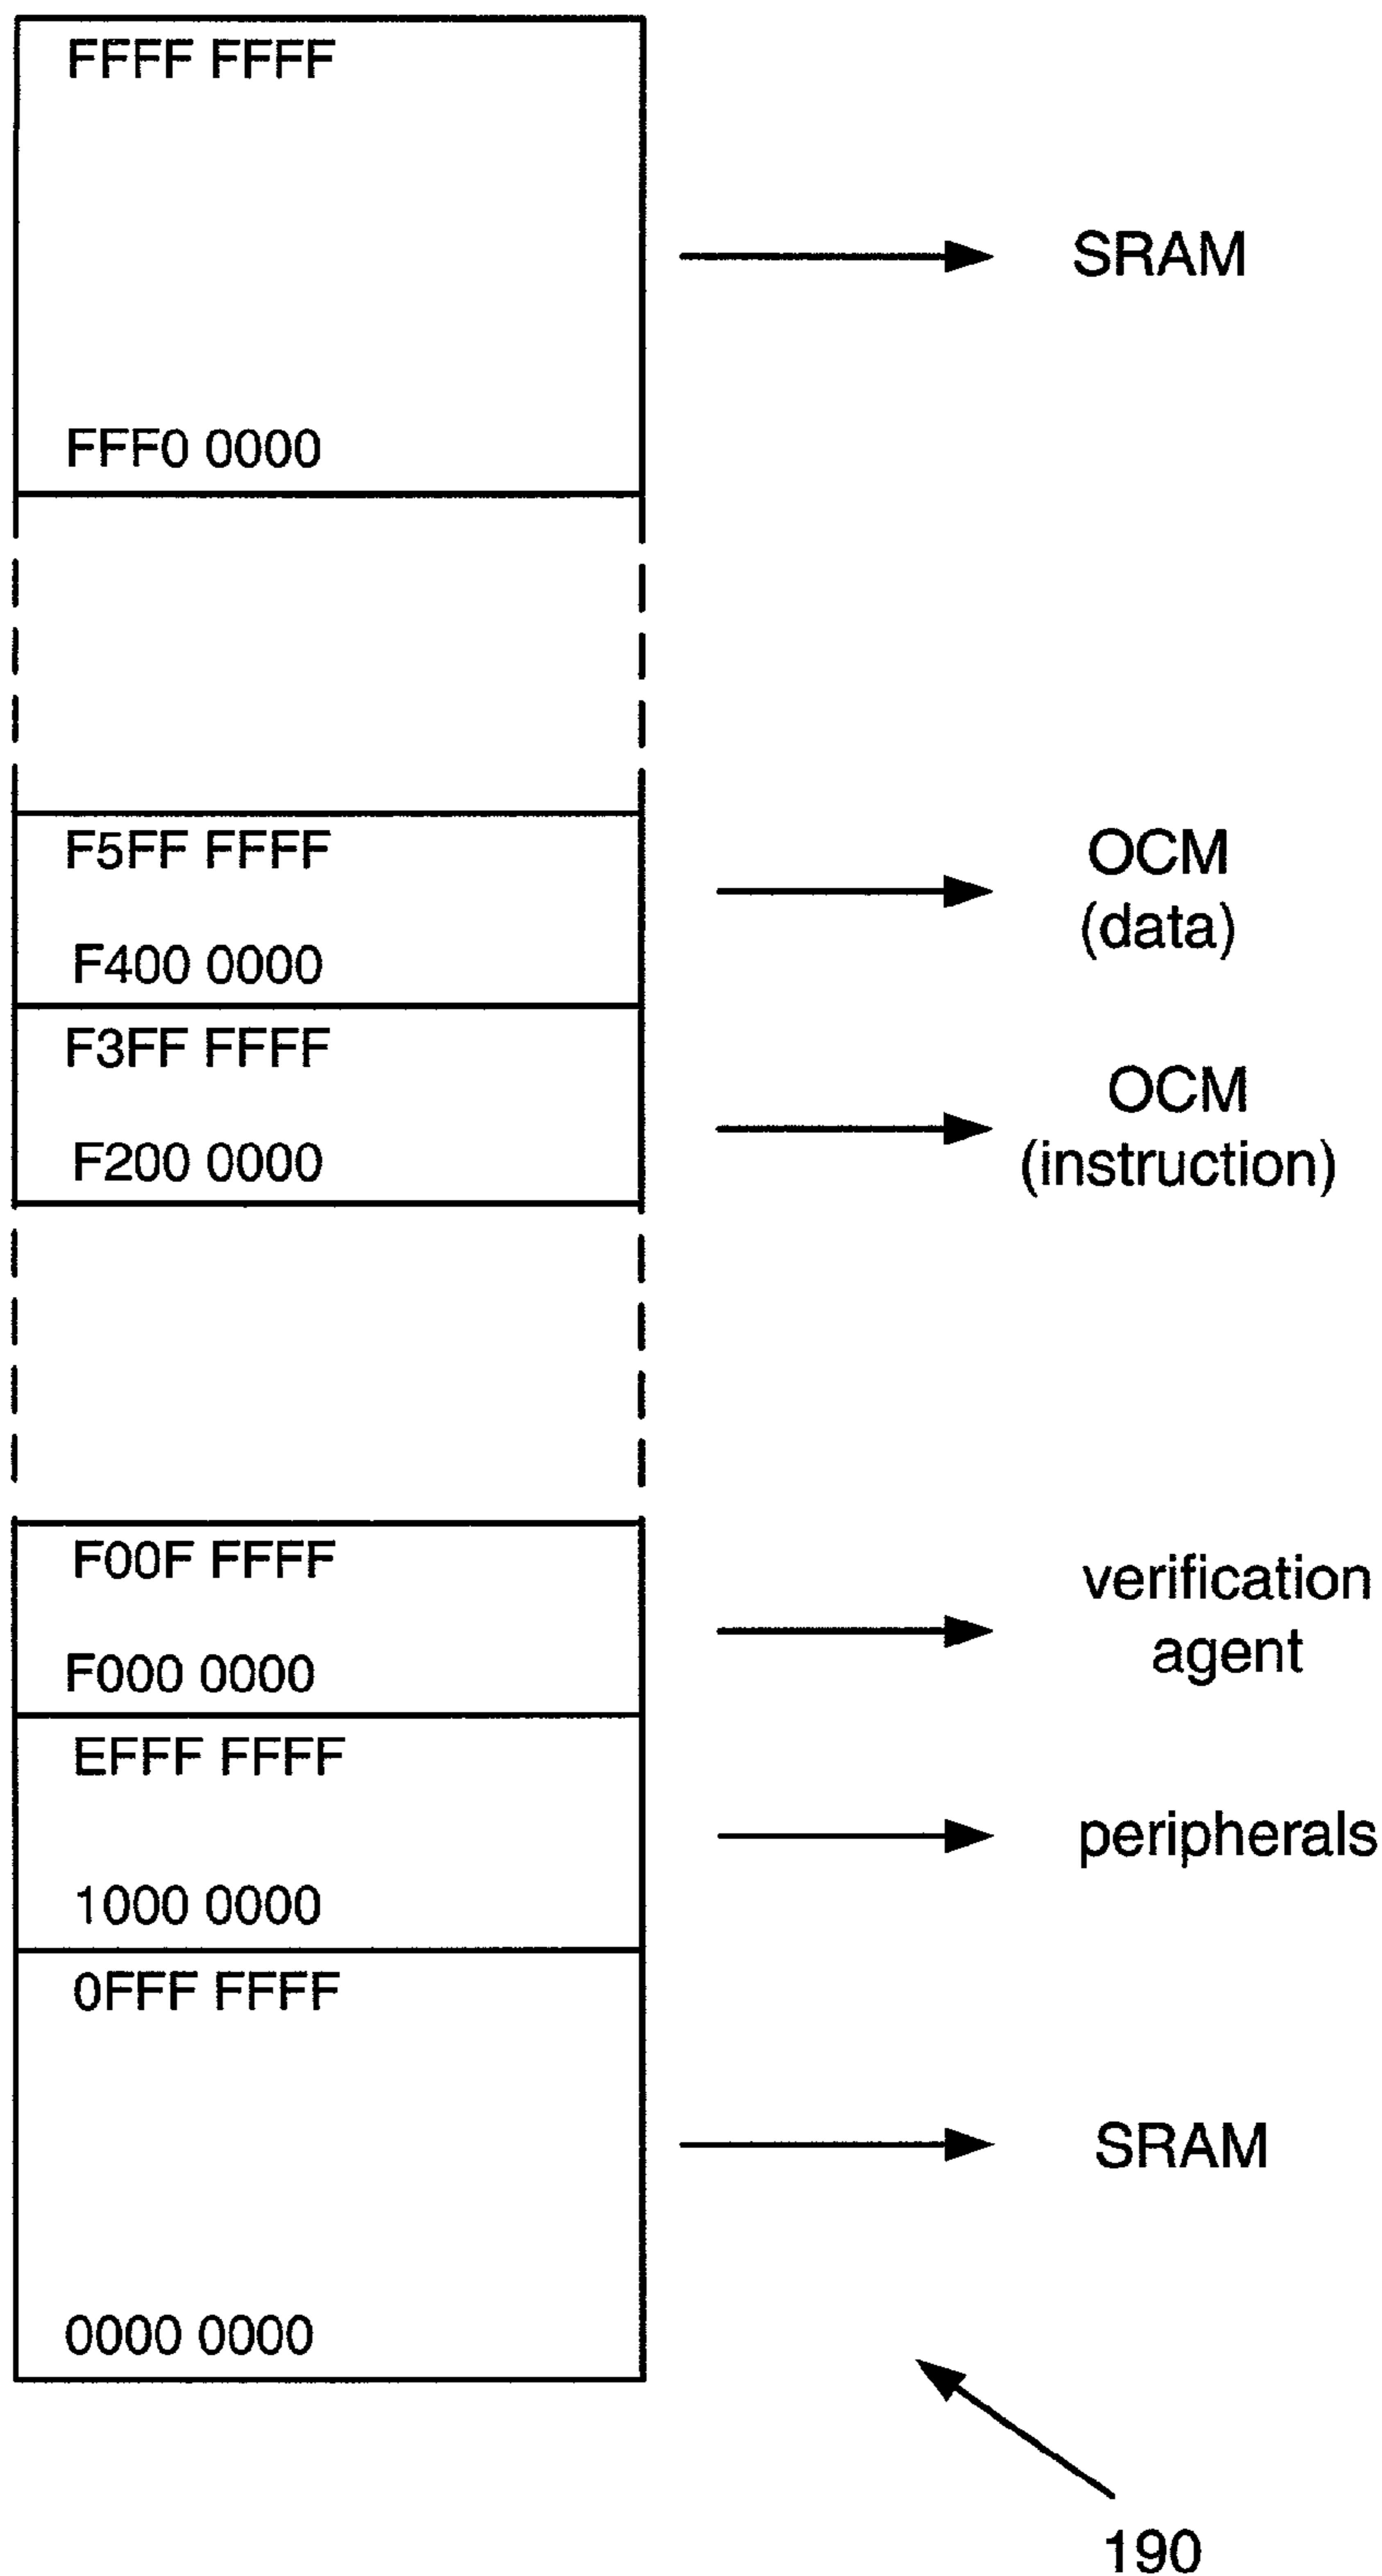 FFFF FFFF
SRAM
FFF0 0000
F5FF FFFF
OCM
(data)
F400 0000
F3FF FFFF
OCM
(instruction)
F200 0000
F00F FFFF
verification
agent
F000 0000
EFFF FFFF
peripherals
1000 0000
0FFF FFFF
SRAM
0000 0000
190